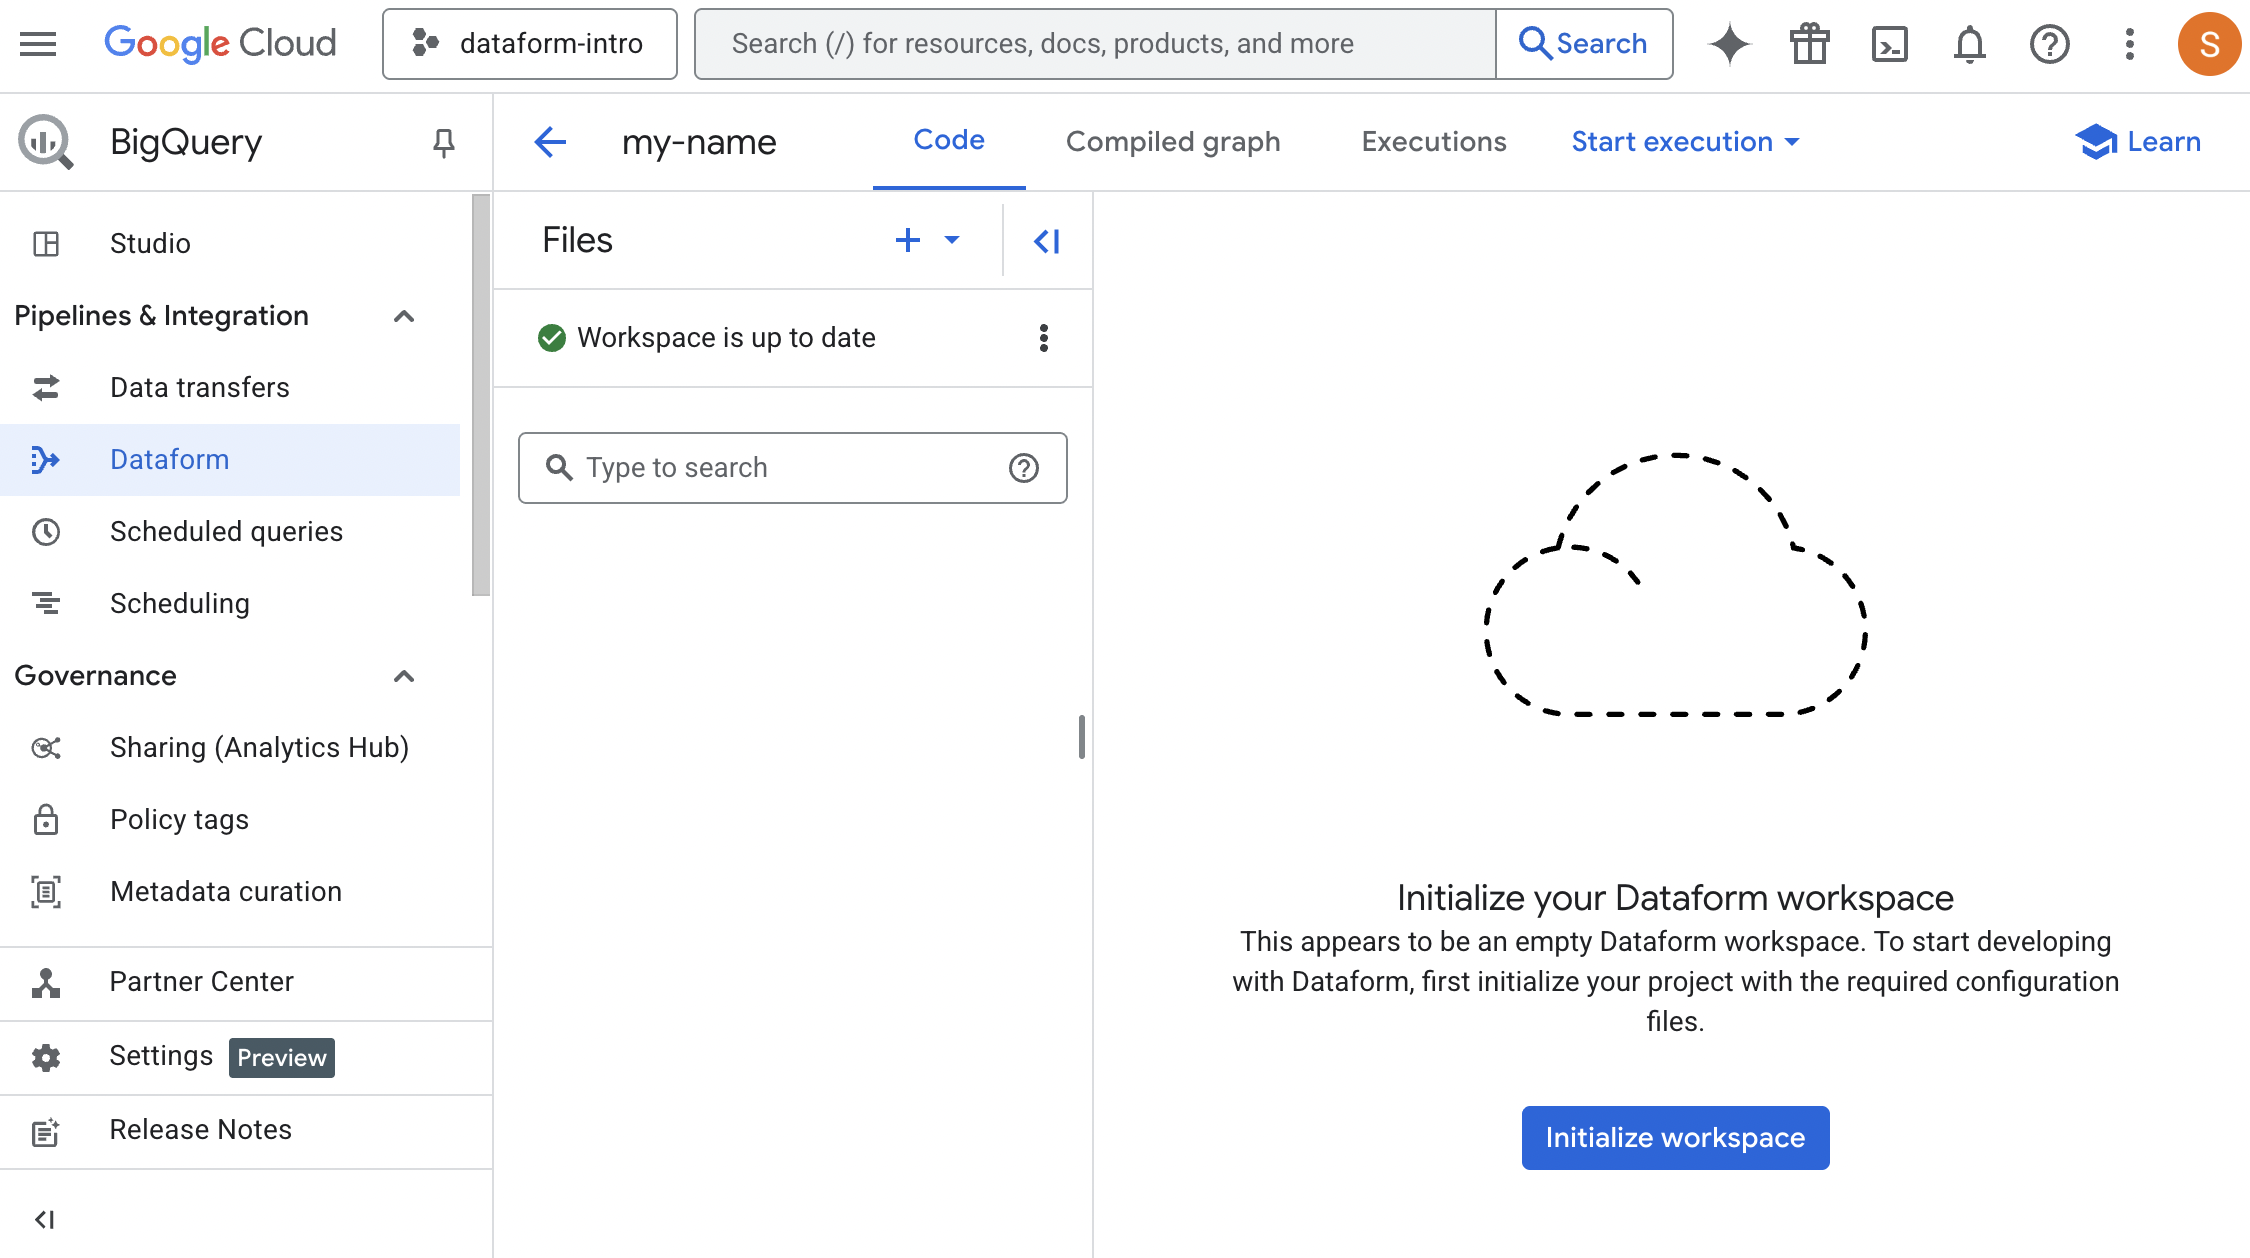 Google Cloud
dataform-intro
Search (/) for resources, docs, products, and more
Search
S
BigQuery
my-name
Code
Compiled graph
Executions
Start execution
Learn
Studio
Pipelines & Integration
Data transfers
Dataform
Scheduled queries
Scheduling
Governance
Sharing (Analytics Hub)
Policy tags
Metadata curation
Partner Center
Settings Preview
Release Notes
Files
Workspace is up to date
Type to search
Initialize your Dataform workspace
This appears to be an empty Dataform workspace. To start developing
with Dataform, first initialize your project with the required configuration
files.
Initialize workspace